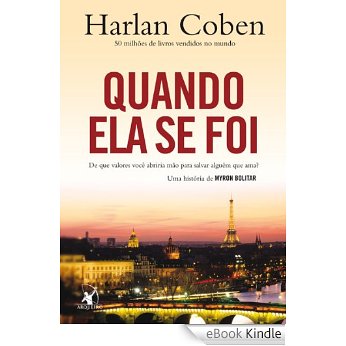 Harlan Coben
50 milhões de livros vendidos no mundo
QUANDO
ELA SE FOI
De que valores você abriria mão para salvar alguém que ama?
Uma história de MYRON BOLITAR
ARQUEIRO
eBook Kindle